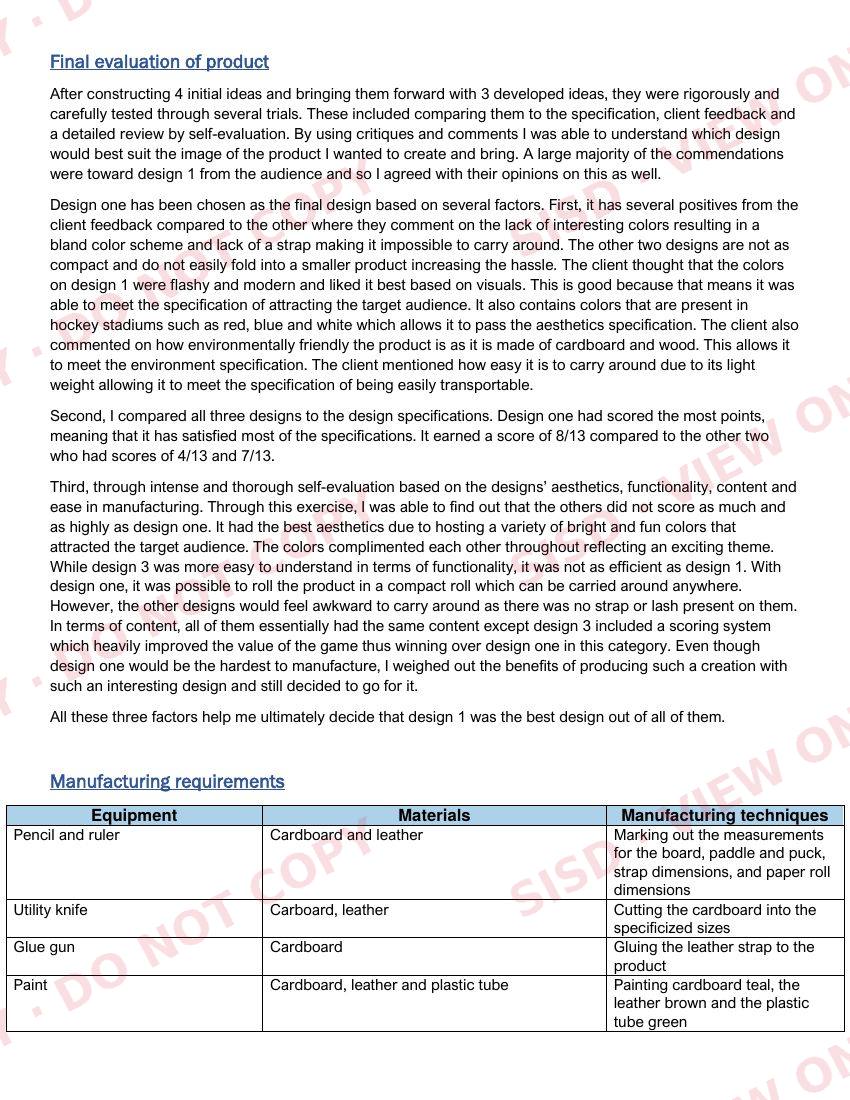 Final evaluation of product
After constructing 4 initial ideas and bringing them forward with 3 developed ideas, they were rigorously and
carefully tested through several trials. These included comparing them to the specification, client feedback and
a detailed review by self-evaluation. By using critiques and comments I was able to understand which design
would best suit the image of the product I wanted to create and bring. A large majority of the commendations
were toward design 1 from the audience and so I agreed with their opinions on this as well.
Design one has been chosen as the final design based on several factors. First, it has several positives from the
client feedback compared to the other where they comment on the lack of interesting colors resulting in a
bland color scheme and lack of a strap making it impossible to carry around. The other two designs are not as
compact and do not easily fold into a smaller product increasing the hassle. The client thought that the colors
on design 1 were flashy and modern and liked it best based on visuals. This is good because that means it was
able to meet the specification of attracting the target audience. It also contains colors that are present in
hockey stadiums such as red, blue and white which allows it to pass the aesthetics specification. The client also
commented on how environmentally friendly the product is as it is made of cardboard and wood. This allows it
to meet the environment specification. The client mentioned how easy it is to carry around due to its light
weight allowing it to meet the specification of being easily transportable.
Second, I compared all three designs to the design specifications. Design one had scored the most points,
meaning that it has satisfied most of the specifications. It earned a score of 8/13 compared to the other two
who had scores of 4/13 and 7/13.
Third, through intense and thorough self-evaluation based on the designs' aesthetics, functionality, content and
ease in manufacturing. Through this exercise, I was able to find out that the others did not score as much and
as highly as design one. It had the best aesthetics due to hosting a variety of bright and fun colors that
attracted the target audience. The colors complimented each other throughout reflecting an exciting theme.
While design 3 was more easy to understand in terms of functionality, it was not as efficient as design 1. With
design one, it was possible to roll the product in a compact roll which can be carried around anywhere.
However, the other designs would feel awkward to carry around as there was no strap or lash present on them.
In terms of content, all of them essentially had the same content except design 3 included a scoring system
which heavily improved the value of the game thus winning over design one in this category. Even though
design one would be the hardest to manufacture, I weighed out the benefits of producing such a creation with
such an interesting design and still decided to go for it.
All these three factors help me ultimately decide that design 1 was the best design out of all of them.
Manufacturing requirements
Equipment Materials Manufacturing techniques
Pencil and ruler Cardboard and leather Marking out the measurements
for the board, paddle and puck,
strap dimensions, and paper roll
dimensions
Utility knife Carboard, leather Cutting the cardboard into the
specificized sizes
Glue gun Cardboard Gluing the leather strap to the
product
Paint Cardboard, leather and plastic tube Painting cardboard teal, the
leather brown and the plastic
tube green
SISD · VIEW ON
Y · DO NOT COPY
SISD · VIEW ON
Y · DO NOT COPY
SISD · VIEW ON
Y · DO NOT COPY